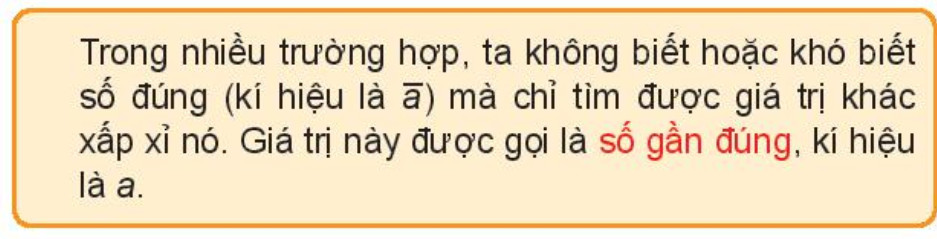 Trong nhiều trường hợp, ta không biết hoặc khó biết
số đúng (kí hiệu là a̅) mà chỉ tìm được giá trị khác
xấp xỉ nó. Giá trị này được gọi là số gần đúng, kí hiệu
là a.